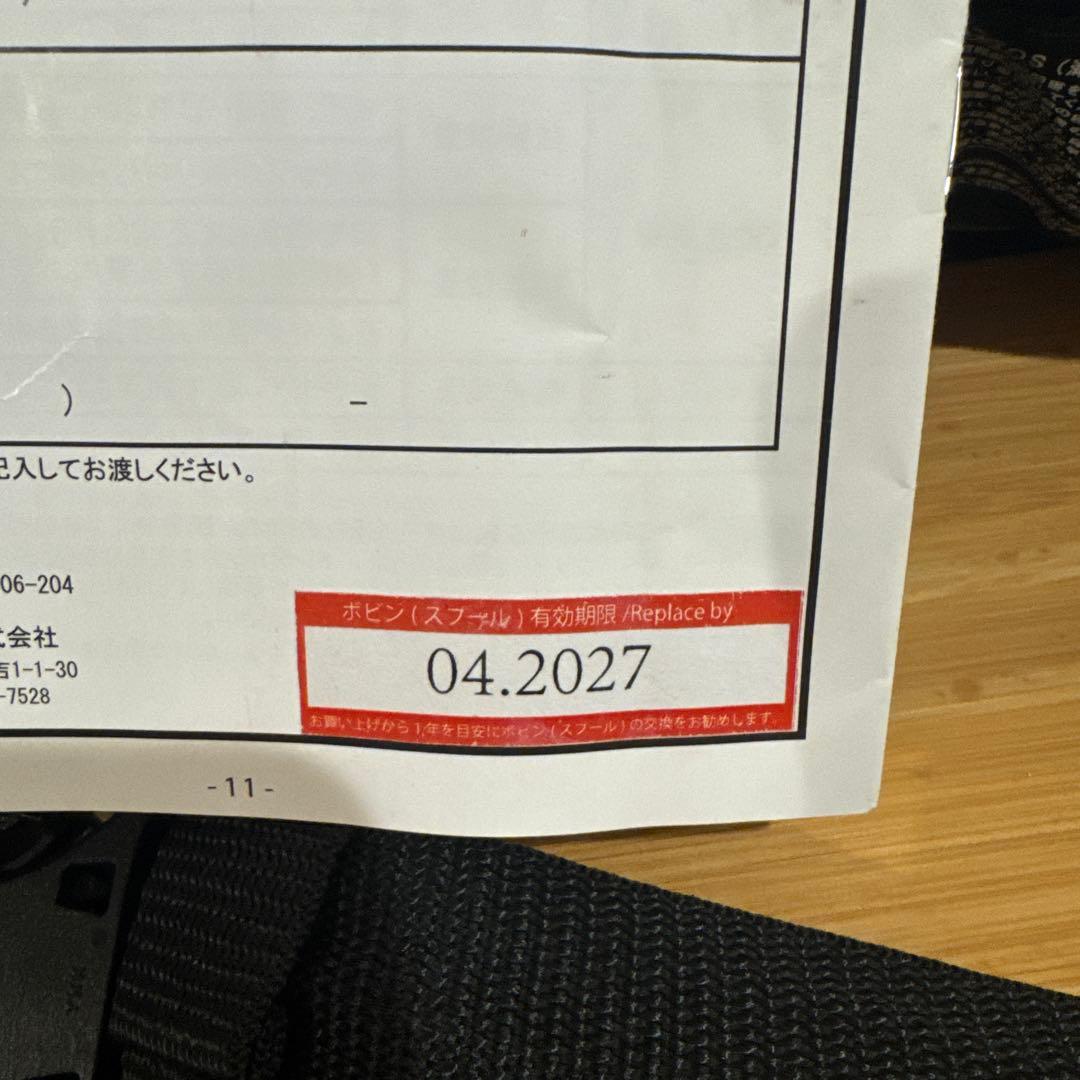 ) -
記入してお渡しください。
06-204
式会社
吉1-1-30
-7528
ボビン ( スプール ) 有効期限 /Replace by
04.2027
お買い上げから 1 年を目安にボビン ( スプール ) の交換をお勧めします。
- 11 -